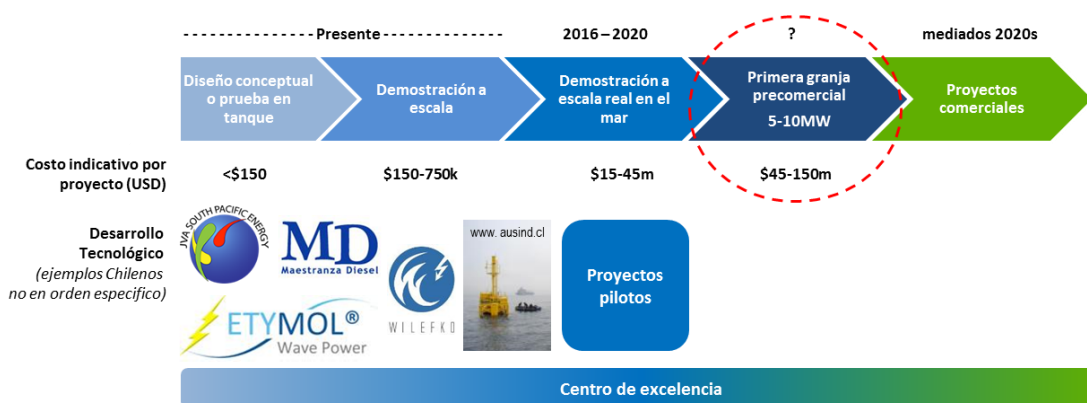 Presente
2016 – 2020
?
mediados 2020s
Diseño conceptual
o prueba en
tanque
Demostración a
escala
Demostración a
escala real en el
mar
Primera granja
precomercial
5-10MW
Proyectos
comerciales
Costo indicativo por
proyecto (USD)
<$150
$150-750k
$15-45m
$45-150m
Desarrollo
Tecnológico
(ejemplos Chilenos
no en orden especifico)
JVA SOUTH PACIFIC ENERGY
MD
Maestranza Diesel
WILEFKO
www. ausind.cl
ETYMOL®
Wave Power
Proyectos
pilotos
Centro de excelencia